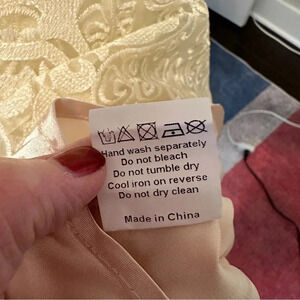 Hand wash separately
Do not bleach
Do not tumble dry
Cool iron on reverse
Do not dry clean
Made in China